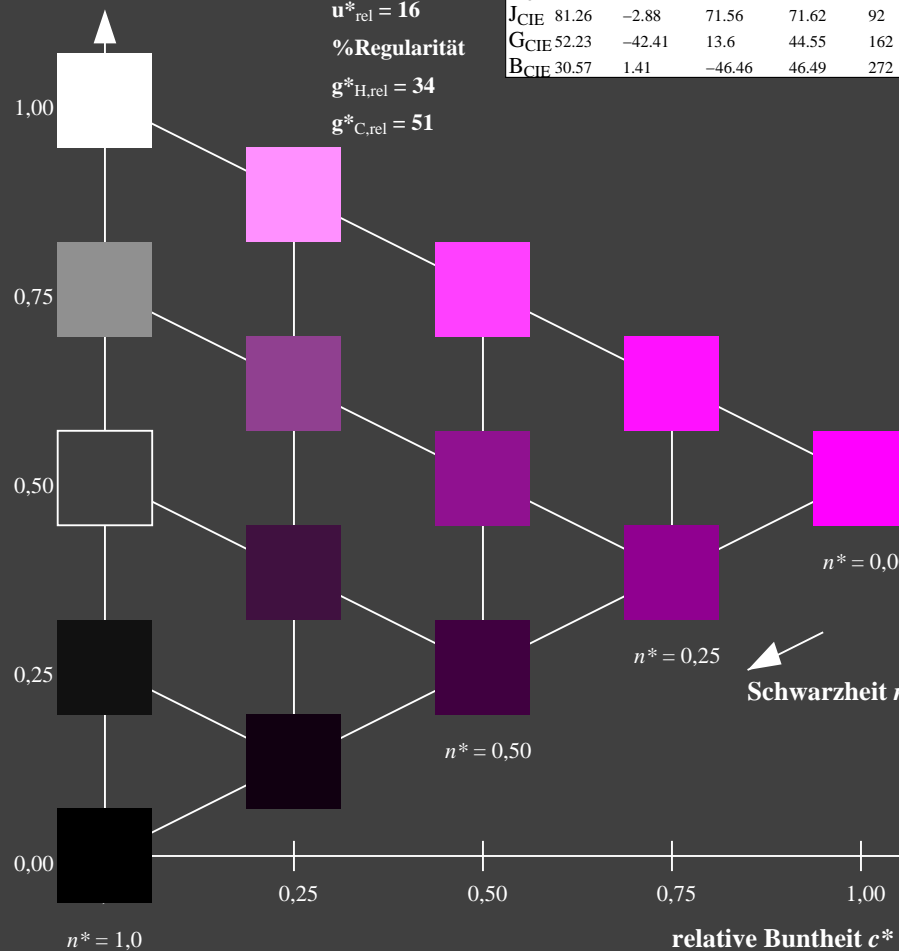 u*rel = 16
%Regularität
g*H,rel = 34
g*C,rel = 51
JCIE 81.26 −2.88 71.56 71.62 92
GCIE 52.23 −42.41 13.6 44.55 162
BCIE 30.57 1.41 −46.46 46.49 272
1,00
0,75
0,50
n* = 0,0
n* = 0,25
0,25
Schwarzheit n
n* = 0,50
0,00
0,25 0,50 0,75 1,00
n* = 1,0
relative Buntheit c*